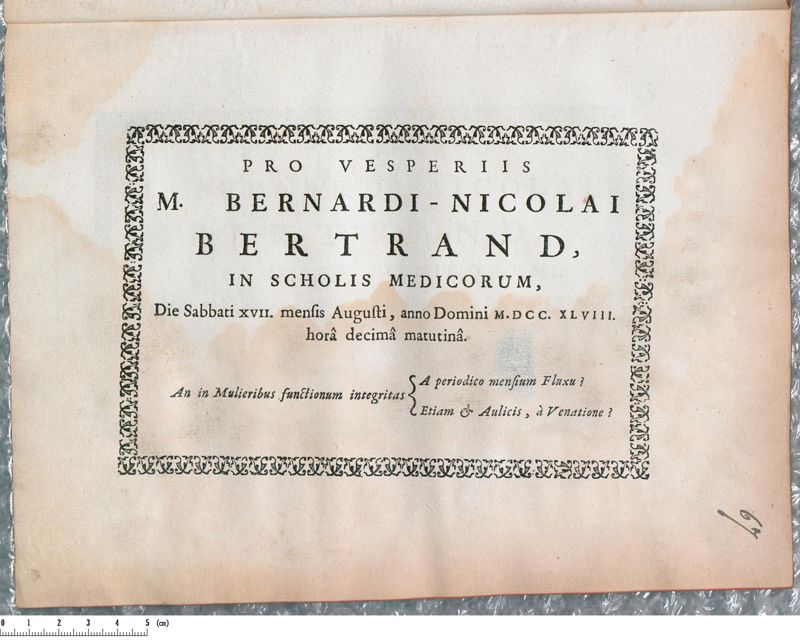 PRO VESPERIIS
M. BERNARDI-NICOLAI
BERTRAND,
IN SCHOLIS MEDICORUM,
Die Sabbati XVII. menſis Auguſti, anno Domini M.DCC. XLVIII.
horâ decimâ matutinâ.
An in Mulieribus functionum integritas { A periodico menſium Fluxu?
Etiam & Aulicis, à Venatione?
67
0 1 2 3 4 5 (cm)